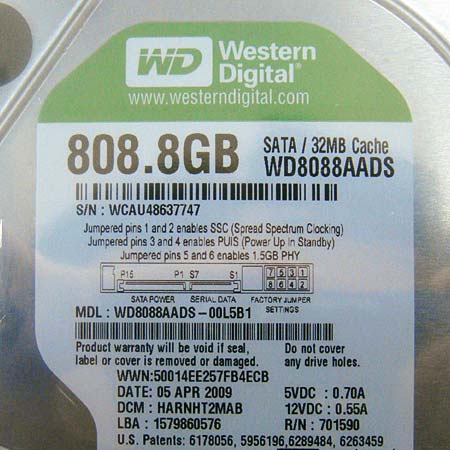 WD Western Digital
www.westerndigital.com
808.8GB SATA / 32MB Cache
WD8088AADS
S/N : WCAU48637747
Jumpered pins 1 and 2 enables SSC (Spread Spectrum Clocking)
Jumpered pins 3 and 4 enables PUIS (Power Up In Standby)
Jumpered pins 5 and 6 enables 1.5GB PHY
P15 P1 S7 S1 7 5 3 1
8 6 4 2
SATA POWER SERIAL DATA FACTORY JUMPER SETTINGS
MDL : WD8088AADS-00L5B1
Product warranty will be void if seal, Do not cover
label or cover is removed or damaged. any drive holes.
WWN:50014EE257FB4ECB
DATE: 05 APR 2009 5VDC : 0.70A
DCM : HARNHT2MAB 12VDC : 0.55A
LBA : 1579860576 R/N : 701590
U.S. Patents: 6178056, 5956196,6289484, 6263459